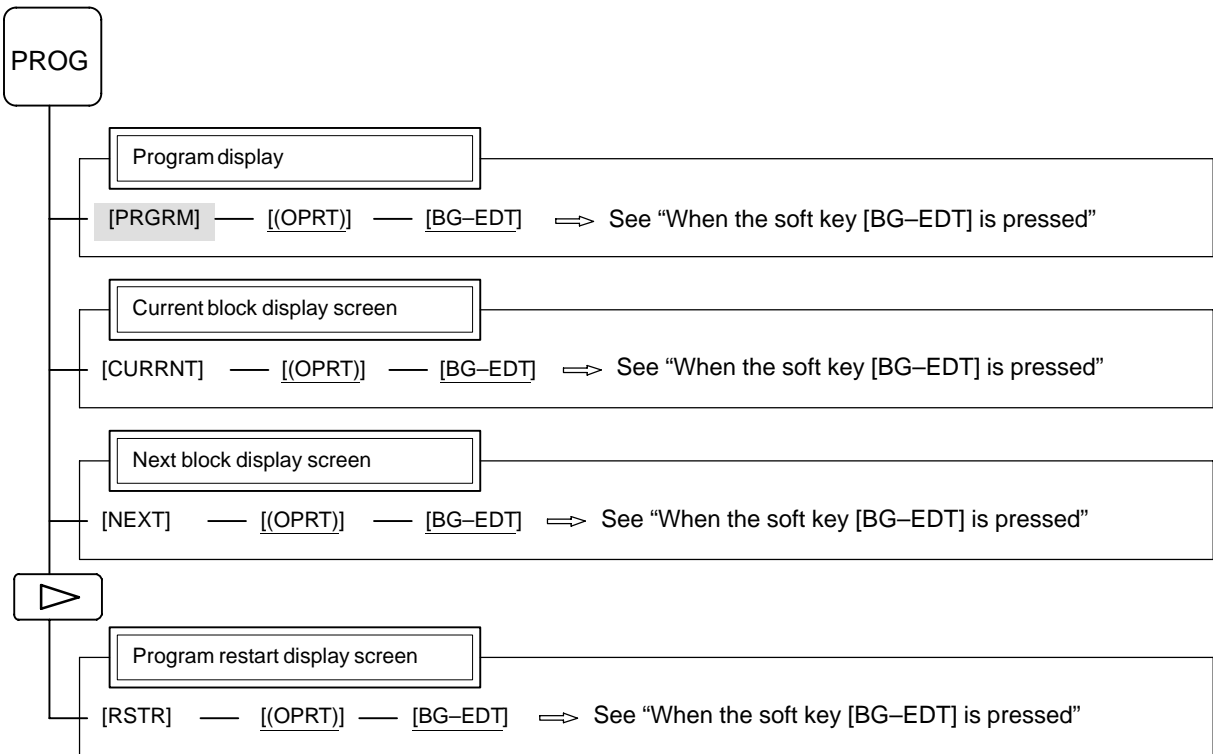 PROG
Program display
[PRGRM] [(OPRT)] [BG–EDT] See “When the soft key [BG–EDT] is pressed”
Current block display screen
[CURRNT] [(OPRT)] [BG–EDT] See “When the soft key [BG–EDT] is pressed”
Next block display screen
[NEXT] [(OPRT)] [BG–EDT] See “When the soft key [BG–EDT] is pressed”
Program restart display screen
[RSTR] [(OPRT)] [BG–EDT] See “When the soft key [BG–EDT] is pressed”